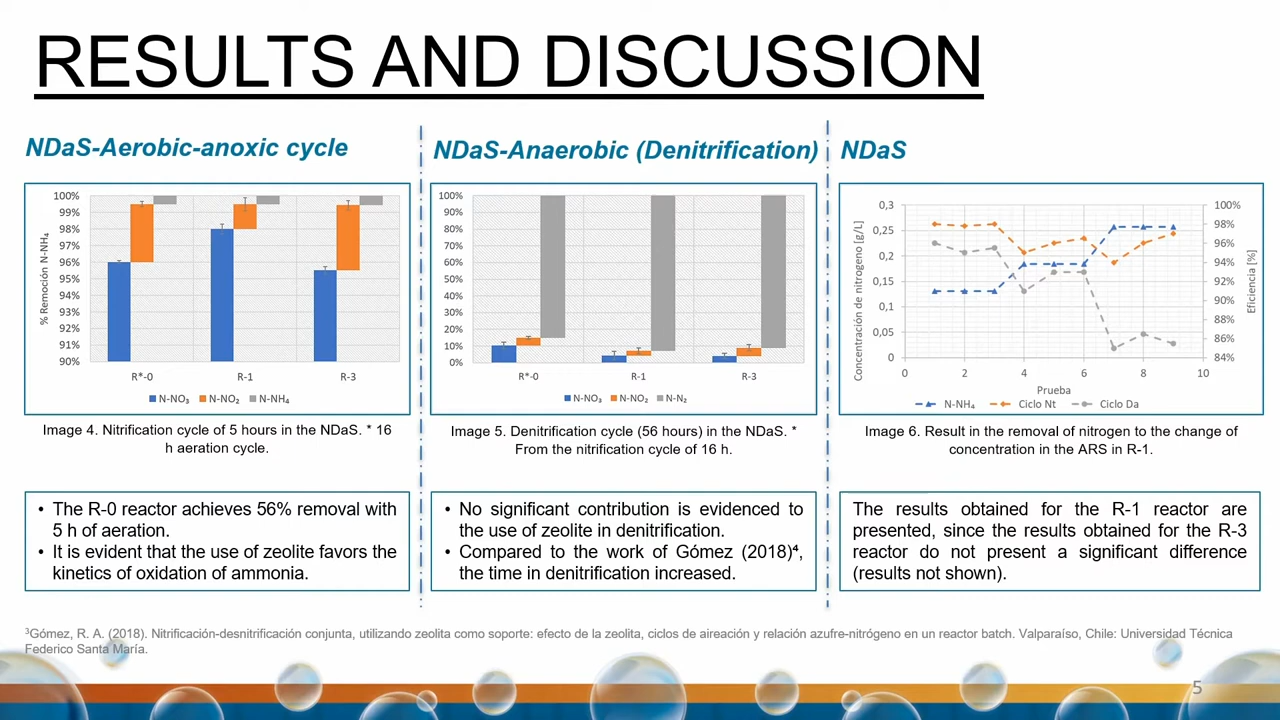 RESULTS AND DISCUSSION
NDaS-Aerobic-anoxic cycle
% Remoción N-NH₄
100%
99%
98%
97%
96%
95%
94%
93%
92%
91%
90%
R*-0
R-1
R-3
N-NO₃
N-NO₂
N-NH₄
Image 4. Nitrification cycle of 5 hours in the NDaS. * 16
h aeration cycle.
• The R-0 reactor achieves 56% removal with
5 h of aeration.
• It is evident that the use of zeolite favors the
kinetics of oxidation of ammonia.
NDaS-Anaerobic (Denitrification)
100%
90%
80%
70%
60%
50%
40%
30%
20%
10%
0%
R*-0
R-1
R-3
N-NO₃
N-NO₂
N-N₂
Image 5. Denitrification cycle (56 hours) in the NDaS. *
From the nitrification cycle of 16 h.
• No significant contribution is evidenced to
the use of zeolite in denitrification.
• Compared to the work of Gómez (2018)⁴,
the time in denitrification increased.
NDaS
Concentración de nitrogeno [g/L]
0,3
0,25
0,2
0,15
0,1
0,05
0
100%
98%
96%
94%
92%
90%
88%
86%
84%
Eficiencia [%]
0
2
4
6
8
10
Prueba
N-NH₄
Ciclo Nt
Ciclo Da
Image 6. Result in the removal of nitrogen to the change of
concentration in the ARS in R-1.
The results obtained for the R-1 reactor are
presented, since the results obtained for the R-3
reactor do not present a significant difference
(results not shown).
³Gómez, R. A. (2018). Nitrificación-desnitrificación conjunta, utilizando zeolita como soporte: efecto de la zeolita, ciclos de aireación y relación azufre-nitrógeno en un reactor batch. Valparaíso, Chile: Universidad Técnica
Federico Santa María.
5